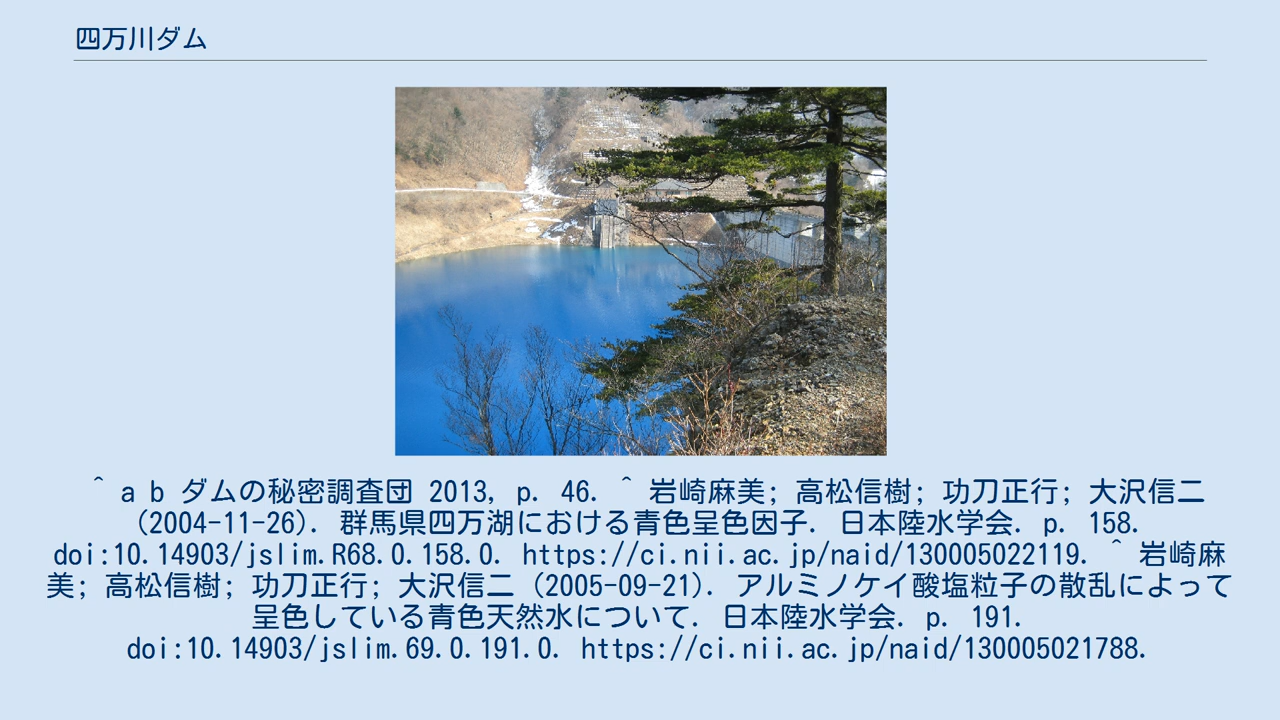 四万川ダム
^ a b ダムの秘密調査団 2013, p. 46. ^ 岩崎麻美; 高松信樹; 功刀正行; 大沢信二
(2004-11-26). 群馬県四万湖における青色呈色因子. 日本陸水学会. p. 158.
doi:10.14903/jslim.R68.0.158.0. https://ci.nii.ac.jp/naid/130005022119. ^ 岩崎麻
美; 高松信樹; 功刀正行; 大沢信二 (2005-09-21). アルミノケイ酸塩粒子の散乱によって
呈色している青色天然水について. 日本陸水学会. p. 191.
doi:10.14903/jslim.69.0.191.0. https://ci.nii.ac.jp/naid/130005021788.